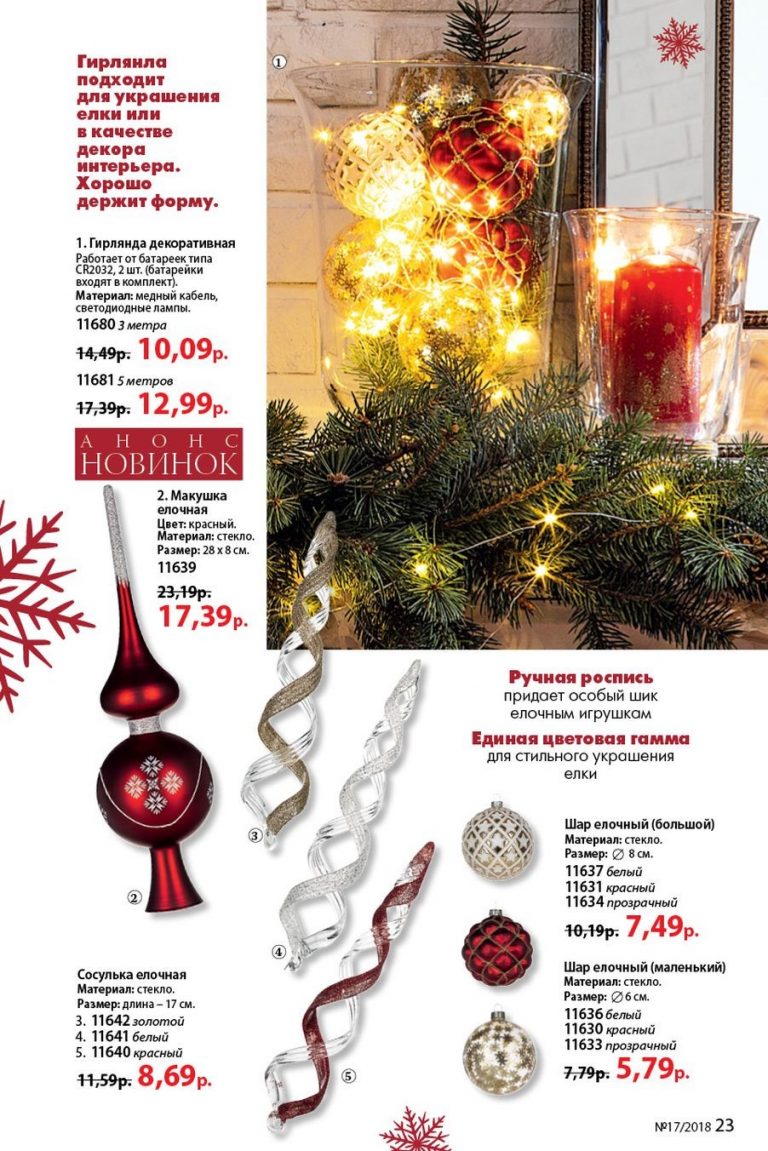 Гирлянла
подходит
для украшения
елки или
в качестве
декора
интерьера.
Хорошо
держит форму.
1. Гирлянда декоративная
Работает от батареек типа
CR2032, 2 шт. (батарейки
входят в комплект).
Материал: медный кабель,
светодиодные лампы.
11680 3 метра
14,49р. 10,09р.
11681 5 метров
17,39р. 12,99р.
АНОНС
НОВИНОК
1
2. Макушка
елочная
Цвет: красный.
Материал: стекло.
Размер: 28 х 8 см.
11639
23,19р.
17,39р.
2
3
4
5
Ручная роспись
придает особый шик
елочным игрушкам
Единая цветовая гамма
для стильного украшения
елки
Шар елочный (большой)
Материал: стекло.
Размер: ∅ 8 см.
11637 белый
11631 красный
11634 прозрачный
10,19р. 7,49р.
Шар елочный (маленький)
Материал: стекло.
Размер: ∅ 6 см.
11636 белый
11630 красный
11633 прозрачный
7,79р. 5,79р.
Сосулька елочная
Материал: стекло.
Размер: длина – 17 см.
3. 11642 золотой
4. 11641 белый
5. 11640 красный
11,59р. 8,69р.
№17/2018 23